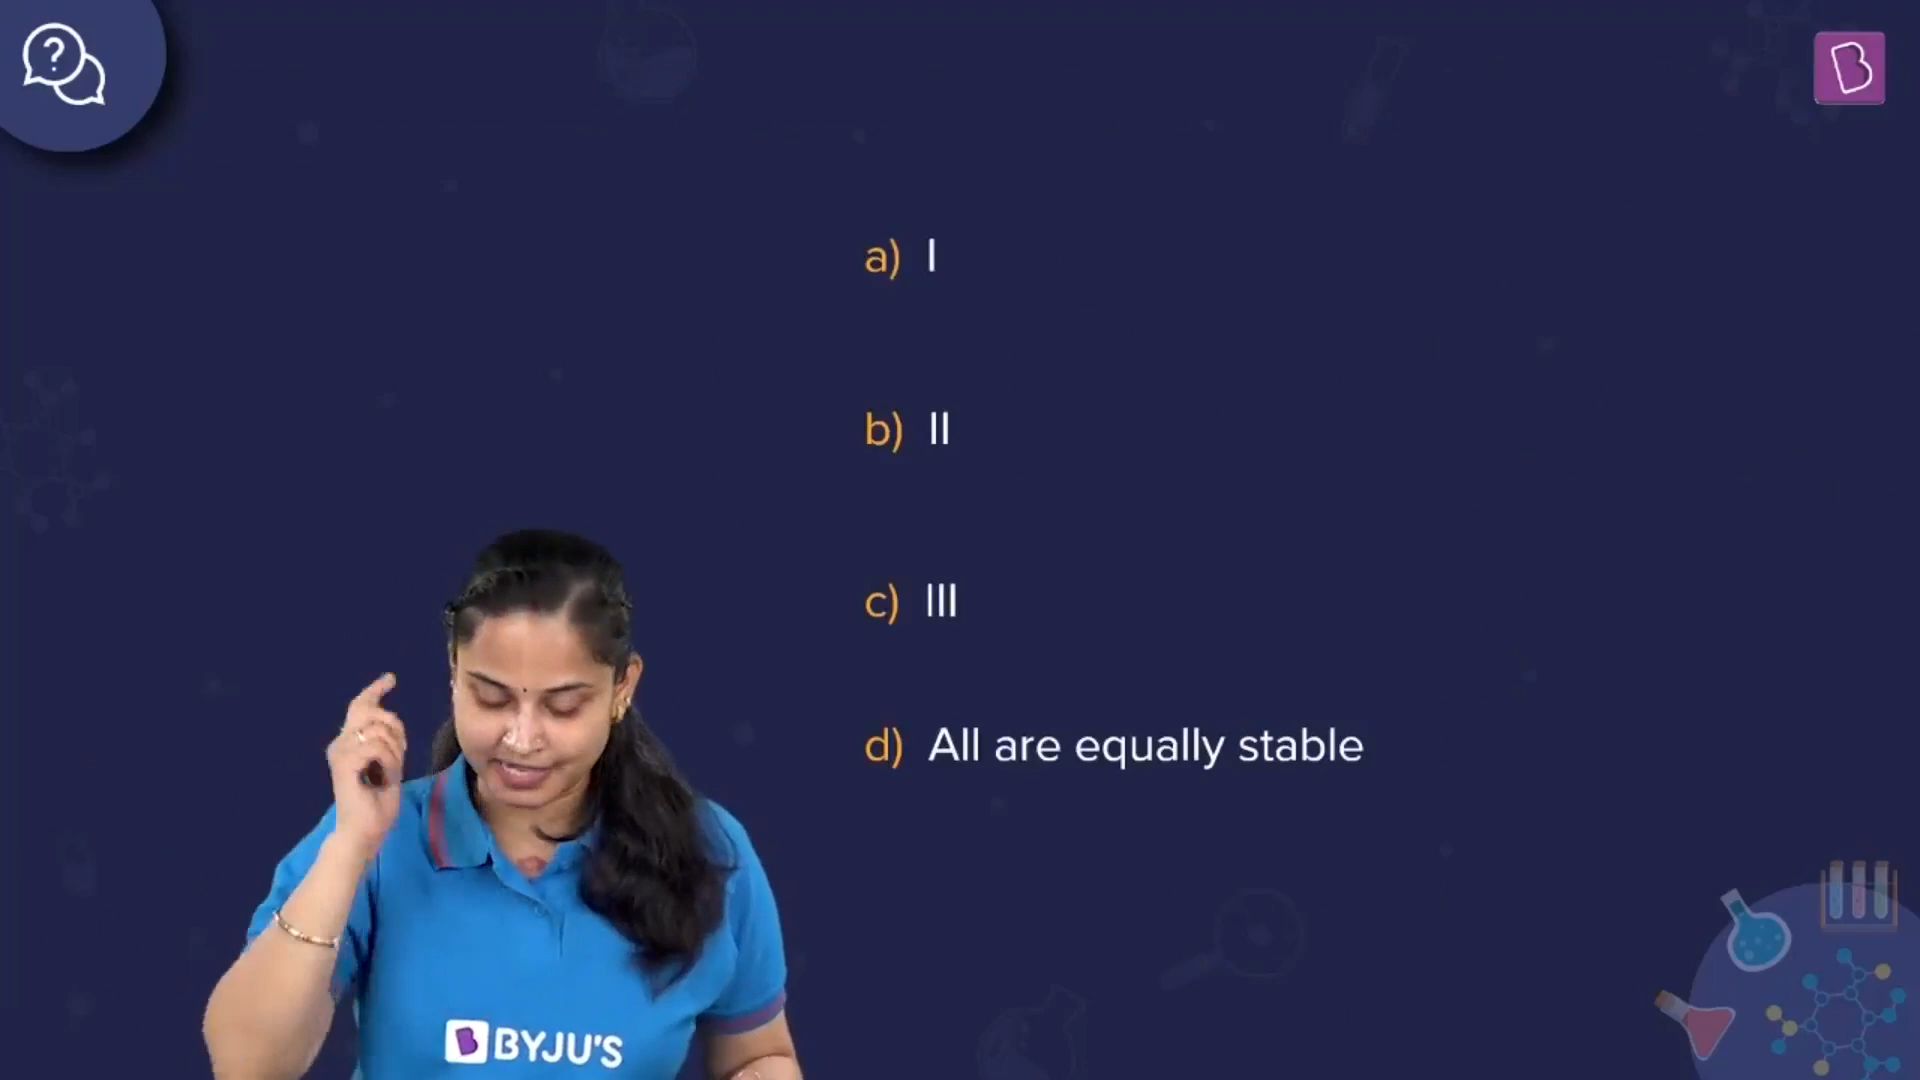 ?
B
a) I
b) II
c) III
d) All are equally stable
B BYJU'S